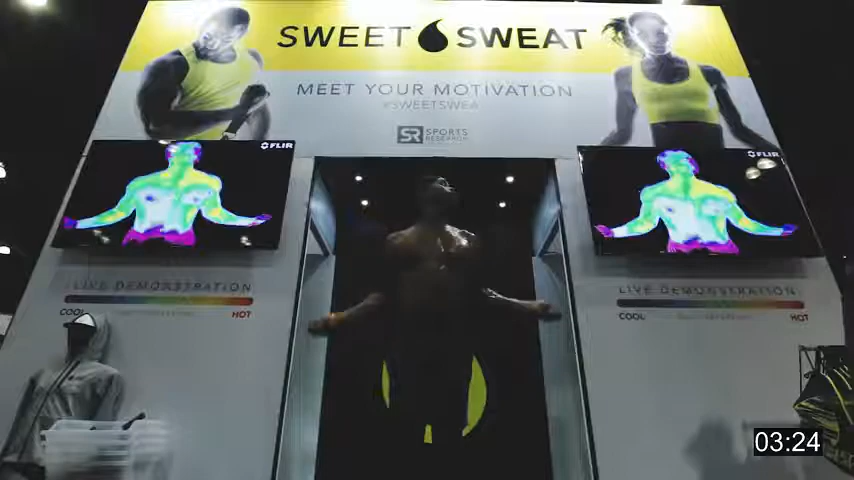 SWEET SWEAT
MEET YOUR MOTIVATION
#SWEETSWEA
SR SPORTS
RESEARCH
FLIR
FLIR
LIVE DEMONSTRATION
COOL HOT
LIVE DEMONSTRATION
COOL HOT
03:24